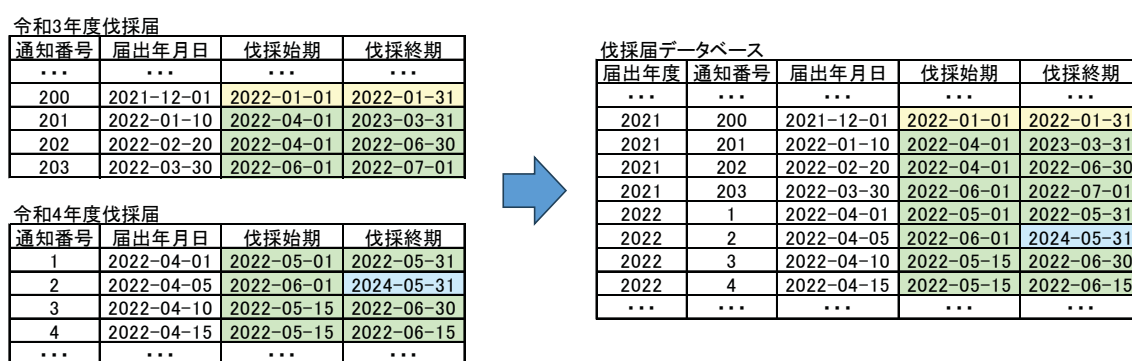 令和3年度伐採届
通知番号 届出年月日 伐採始期 伐採終期
・・・ ・・・ ・・・ ・・・
200 2021-12-01 2022-01-01 2022-01-31
201 2022-01-10 2022-04-01 2023-03-31
202 2022-02-20 2022-04-01 2022-06-30
203 2022-03-30 2022-06-01 2022-07-01
令和4年度伐採届
通知番号 届出年月日 伐採始期 伐採終期
1 2022-04-01 2022-05-01 2022-05-31
2 2022-04-05 2022-06-01 2024-05-31
3 2022-04-10 2022-05-15 2022-06-30
4 2022-04-15 2022-05-15 2022-06-15
・・・ ・・・ ・・・ ・・・
伐採届データベース
届出年度 通知番号 届出年月日 伐採始期 伐採終期
・・・ ・・・ ・・・ ・・・ ・・・
2021 200 2021-12-01 2022-01-01 2022-01-31
2021 201 2022-01-10 2022-04-01 2023-03-31
2021 202 2022-02-20 2022-04-01 2022-06-30
2021 203 2022-03-30 2022-06-01 2022-07-01
2022 1 2022-04-01 2022-05-01 2022-05-31
2022 2 2022-04-05 2022-06-01 2024-05-31
2022 3 2022-04-10 2022-05-15 2022-06-30
2022 4 2022-04-15 2022-05-15 2022-06-15
・・・ ・・・ ・・・ ・・・ ・・・